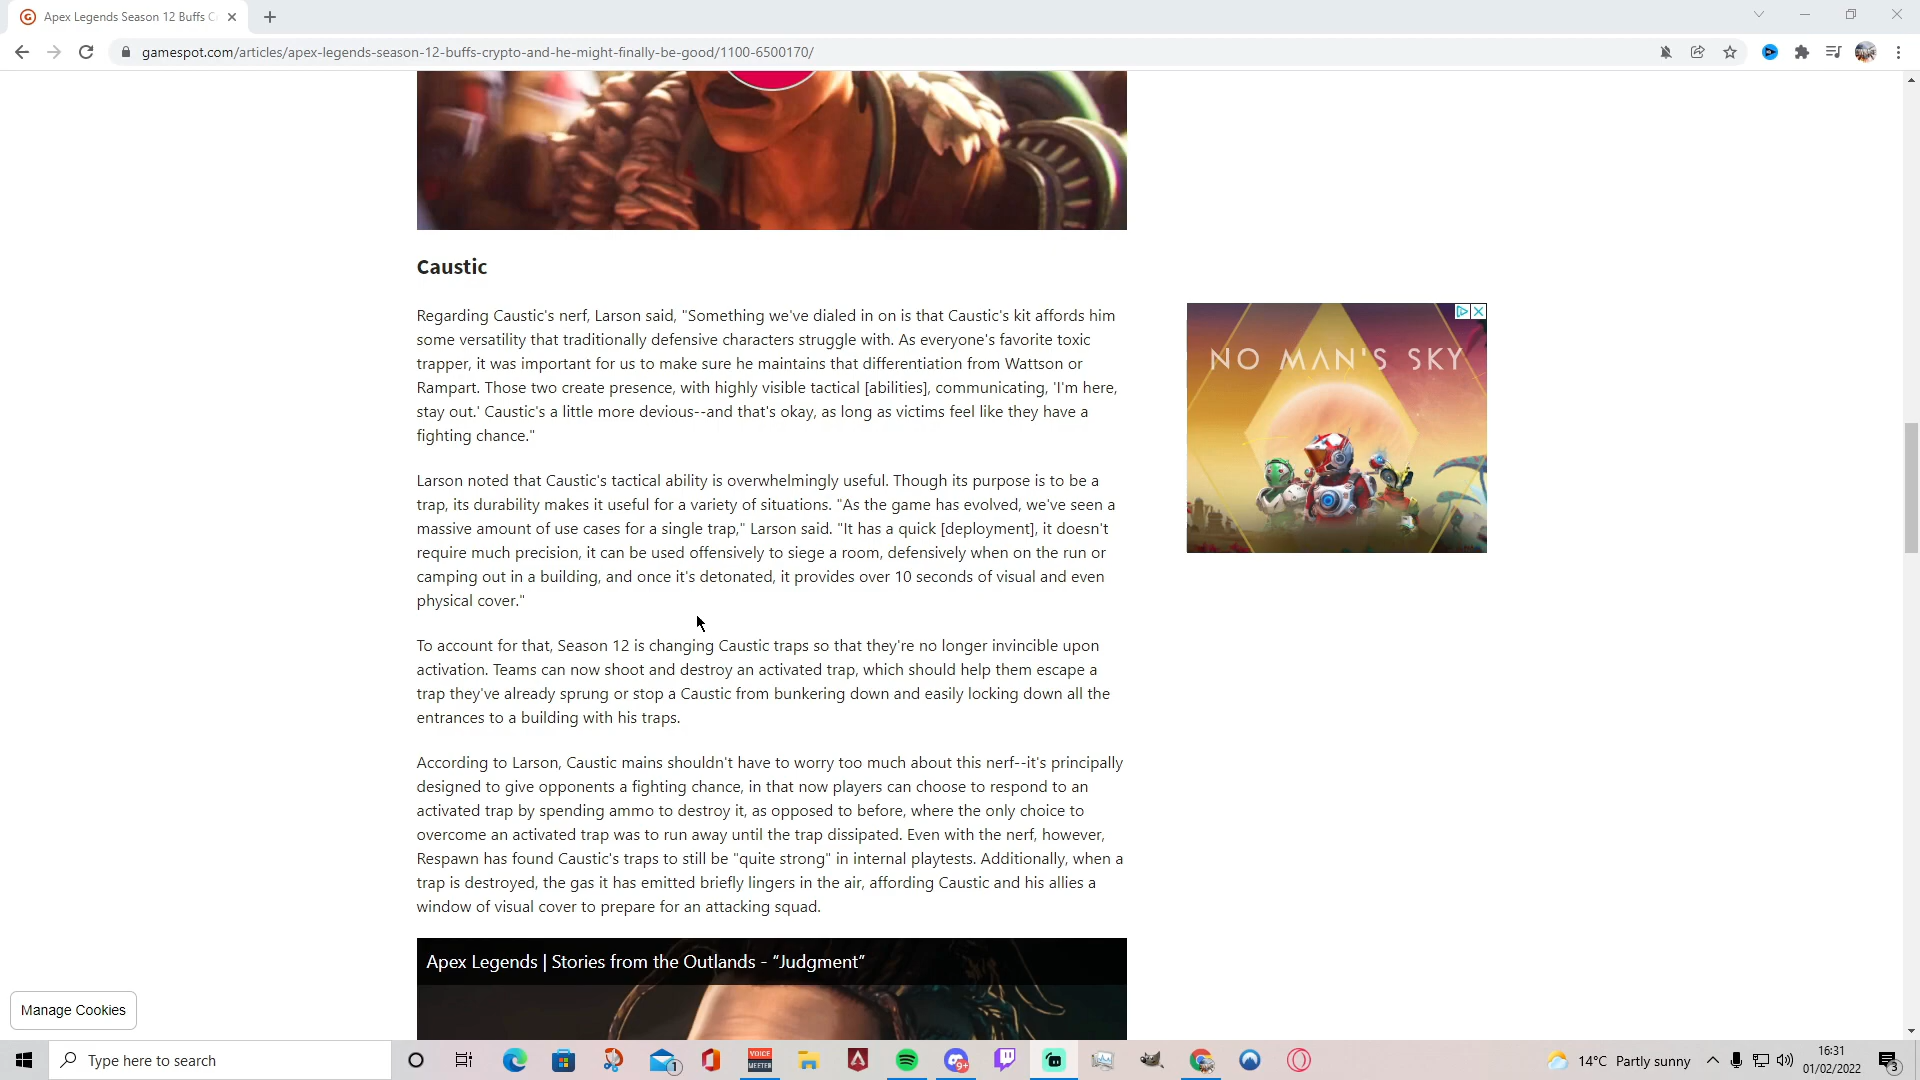 Apex Legends Season 12 Buffs C
gamespot.com/articles/apex-legends-season-12-buffs-crypto-and-he-might-finally-be-good/1100-6500170/
Caustic
Regarding Caustic's nerf, Larson said, "Something we've dialed in on is that Caustic's kit affords him
some versatility that traditionally defensive characters struggle with. As everyone's favorite toxic
trapper, it was important for us to make sure he maintains that differentiation from Wattson or
Rampart. Those two create presence, with highly visible tactical [abilities], communicating, 'I'm here,
stay out.' Caustic's a little more devious--and that's okay, as long as victims feel like they have a
fighting chance."
NO MAN'S SKY
Larson noted that Caustic's tactical ability is overwhelmingly useful. Though its purpose is to be a
trap, its durability makes it useful for a variety of situations. "As the game has evolved, we've seen a
massive amount of use cases for a single trap," Larson said. "It has a quick [deployment], it doesn't
require much precision, it can be used offensively to siege a room, defensively when on the run or
camping out in a building, and once it's detonated, it provides over 10 seconds of visual and even
physical cover."
To account for that, Season 12 is changing Caustic traps so that they're no longer invincible upon
activation. Teams can now shoot and destroy an activated trap, which should help them escape a
trap they've already sprung or stop a Caustic from bunkering down and easily locking down all the
entrances to a building with his traps.
According to Larson, Caustic mains shouldn't have to worry too much about this nerf--it's principally
designed to give opponents a fighting chance, in that now players can choose to respond to an
activated trap by spending ammo to destroy it, as opposed to before, where the only choice to
overcome an activated trap was to run away until the trap dissipated. Even with the nerf, however,
Respawn has found Caustic's traps to still be "quite strong" in internal playtests. Additionally, when a
trap is destroyed, the gas it has emitted briefly lingers in the air, affording Caustic and his allies a
window of visual cover to prepare for an attacking squad.
Apex Legends | Stories from the Outlands - “Judgment”
Manage Cookies
Type here to search
1
VOICE
MEETER
9+
14°C Partly sunny
16:31
01/02/2022
3